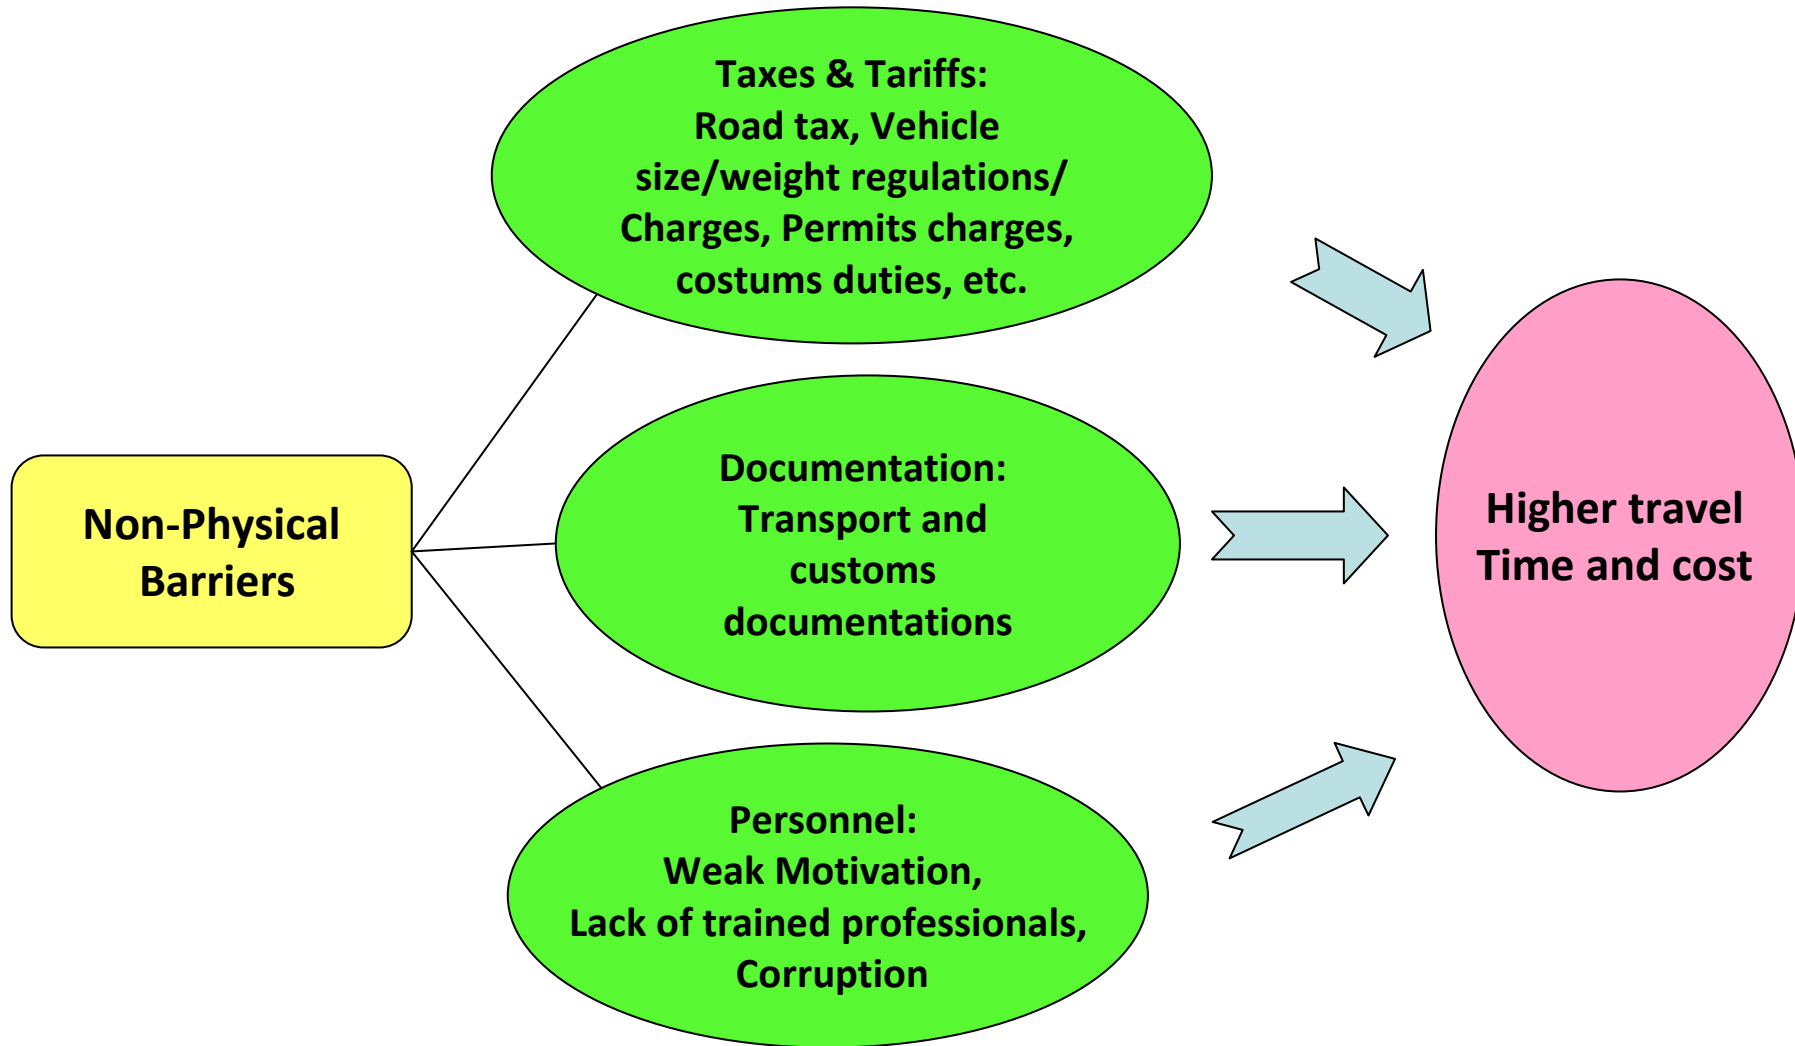 Taxes & Tariffs:
Road tax, Vehicle
size/weight regulations/
Charges, Permits charges,
costums duties, etc.
Non-Physical
Barriers
Documentation:
Transport and
customs
documentations
Higher travel
Time and cost
Personnel:
Weak Motivation,
Lack of trained professionals,
Corruption